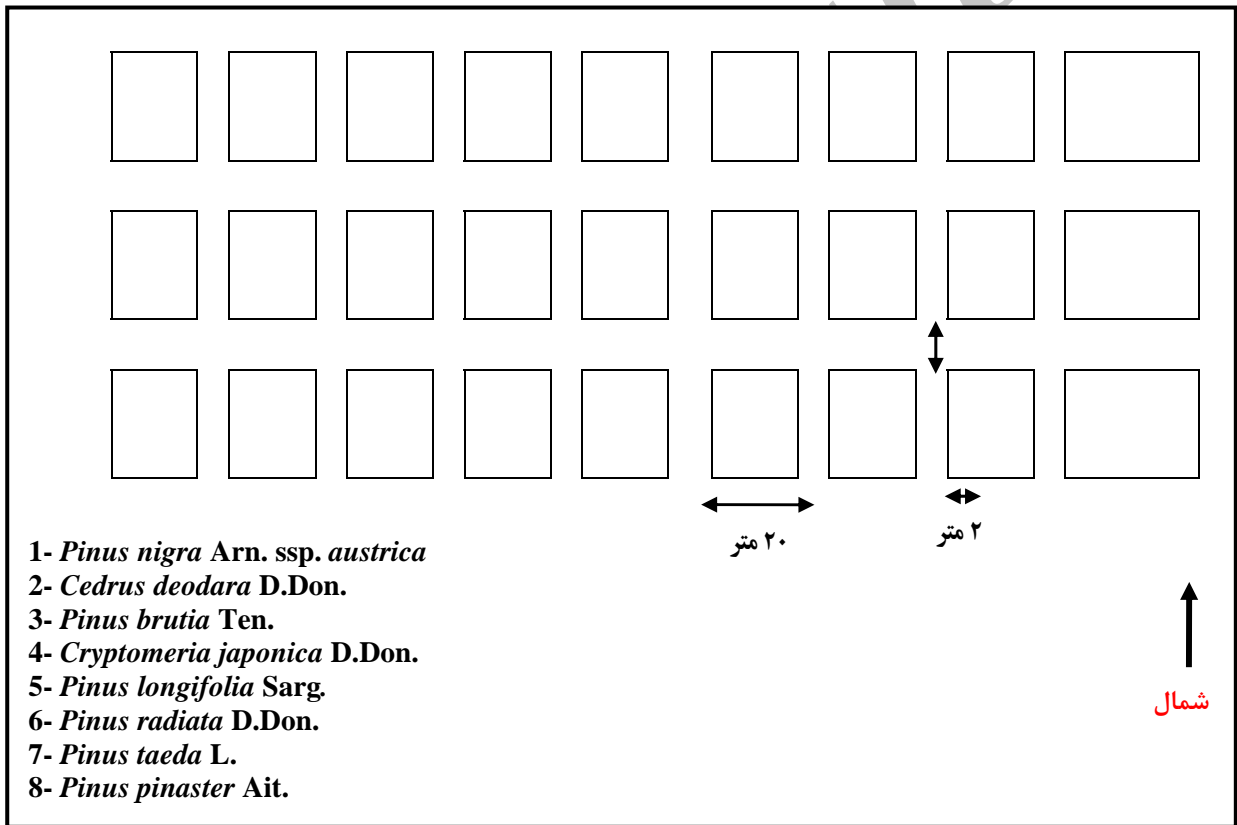 ۲۰ متر
۲ متر
1- Pinus nigra Arn. ssp. austrica
2- Cedrus deodara D.Don.
3- Pinus brutia Ten.
4- Cryptomeria japonica D.Don.
5- Pinus longifolia Sarg.
6- Pinus radiata D.Don.
7- Pinus taeda L.
8- Pinus pinaster Ait.
شمال